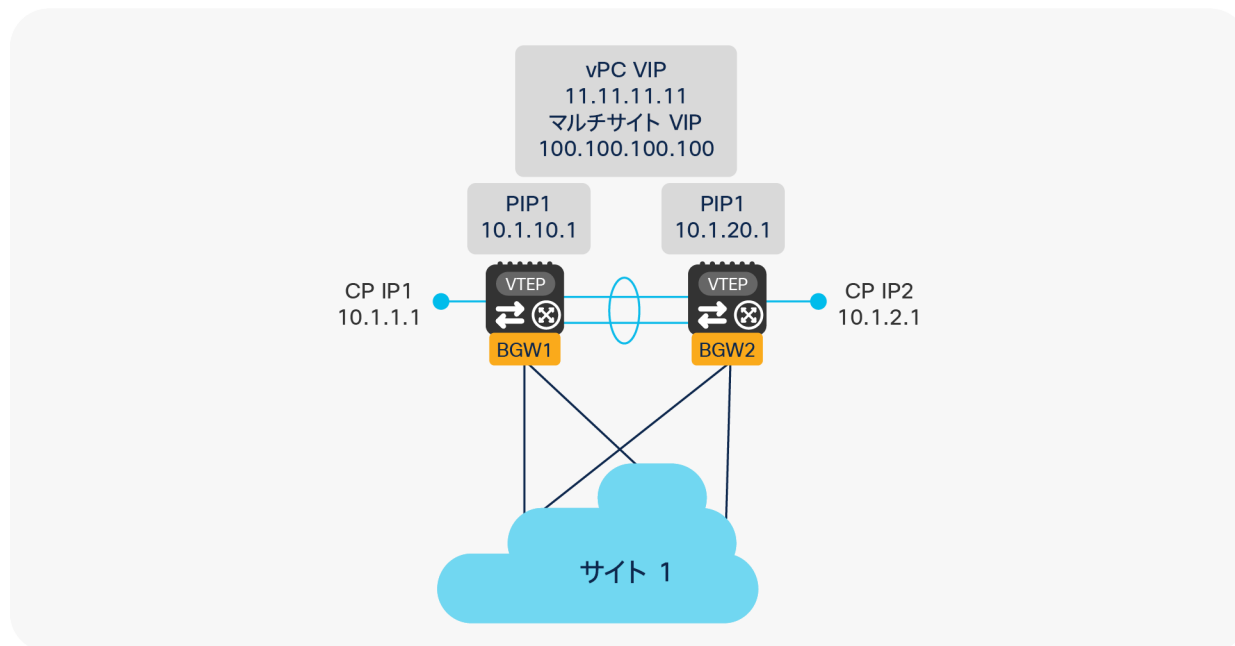 vPC VIP
11.11.11.11
マルチサイト VIP
100.100.100.100
PIP1
10.1.10.1
PIP1
10.1.20.1
CP IP1
10.1.1.1
VTEP
BGW1
VTEP
BGW2
CP IP2
10.1.2.1
サイト 1